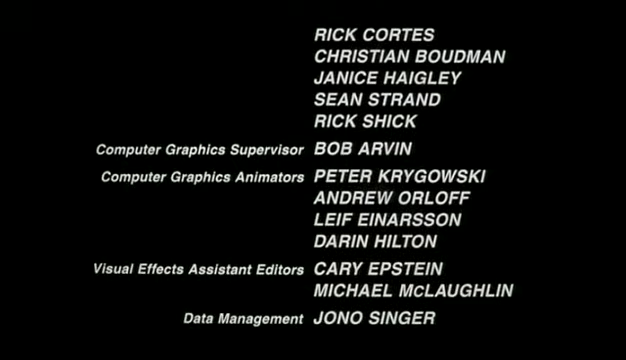 RICK CORTES
CHRISTIAN BOUDMAN
JANICE HAIGLEY
SEAN STRAND
RICK SHICK
Computer Graphics Supervisor BOB ARVIN
Computer Graphics Animators PETER KRYGOWSKI
ANDREW ORLOFF
LEIF EINARSSON
DARIN HILTON
Visual Effects Assistant Editors CARY EPSTEIN
MICHAEL McLAUGHLIN
Data Management JONO SINGER